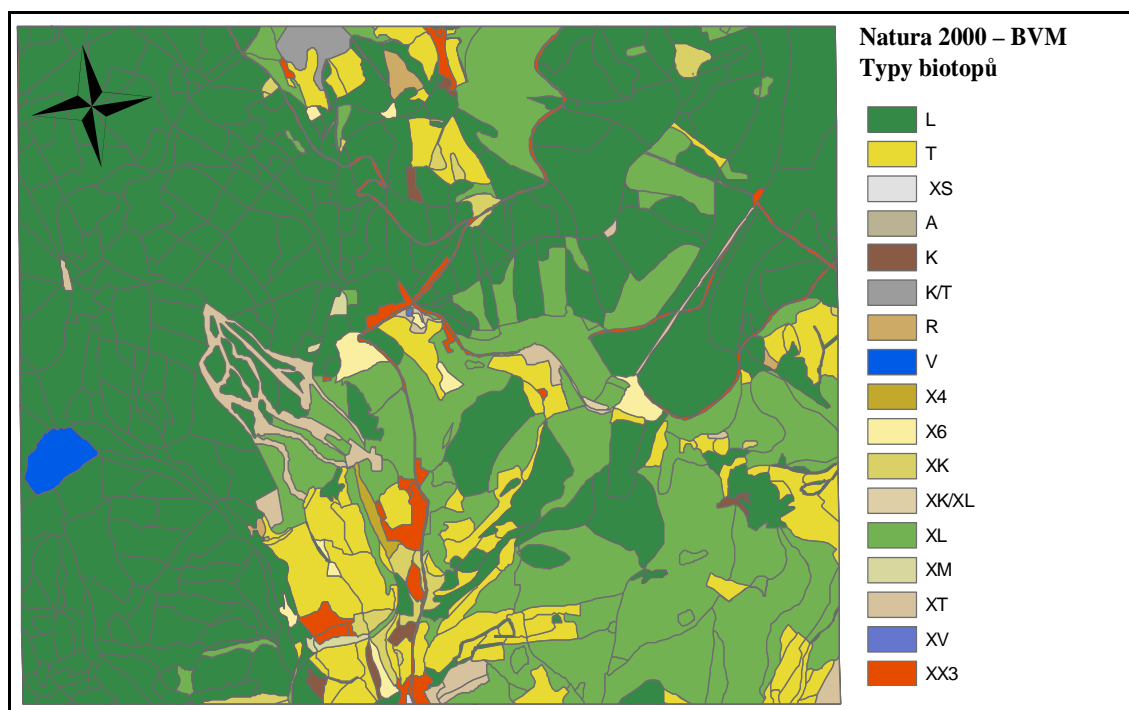 Natura 2000 – BVM
Typy biotopů
L
T
XS
A
K
K/T
R
V
X4
X6
XK
XK/XL
XL
XM
XT
XV
XX3